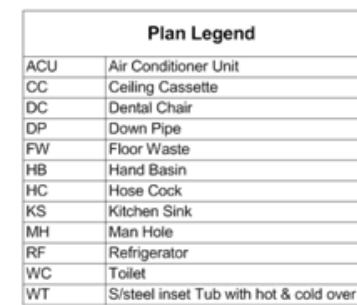 Plan Legend
ACU Air Conditioner Unit
CC Ceiling Cassette
DC Dental Chair
DP Down Pipe
FW Floor Waste
HB Hand Basin
HC Hose Cock
KS Kitchen Sink
MH Man Hole
RF Refrigerator
WC Toilet
WT S/steel inset Tub with hot & cold over